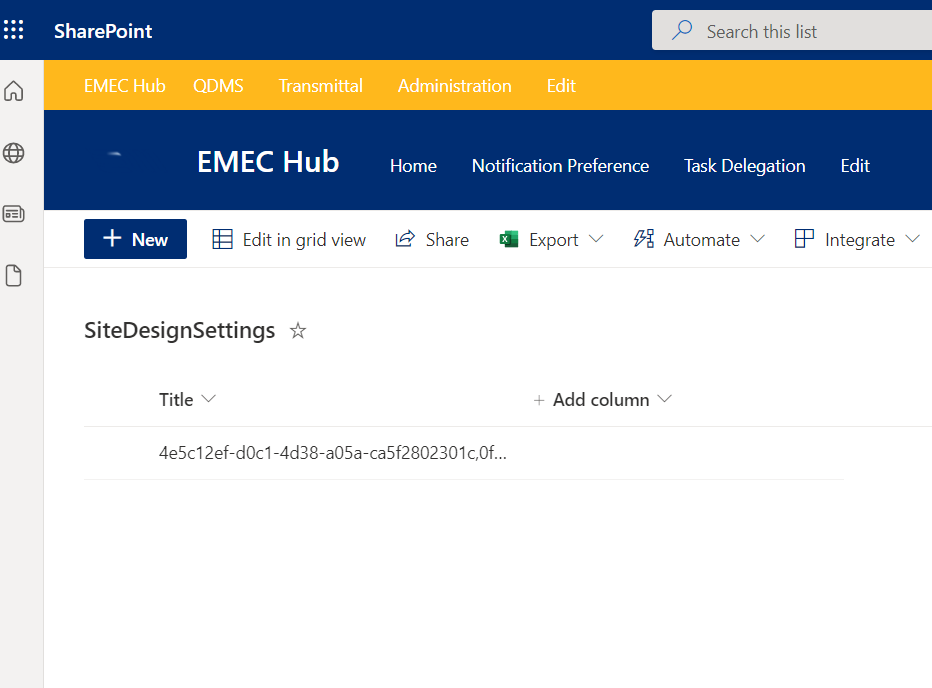 SharePoint
Search this list
EMEC Hub QDMS Transmittal Administration Edit
EMEC Hub Home Notification Preference Task Delegation Edit
+ New Edit in grid view Share Export Automate Integrate
SiteDesignSettings
Title + Add column
4e5c12ef-d0c1-4d38-a05a-ca5f2802301c,0f...